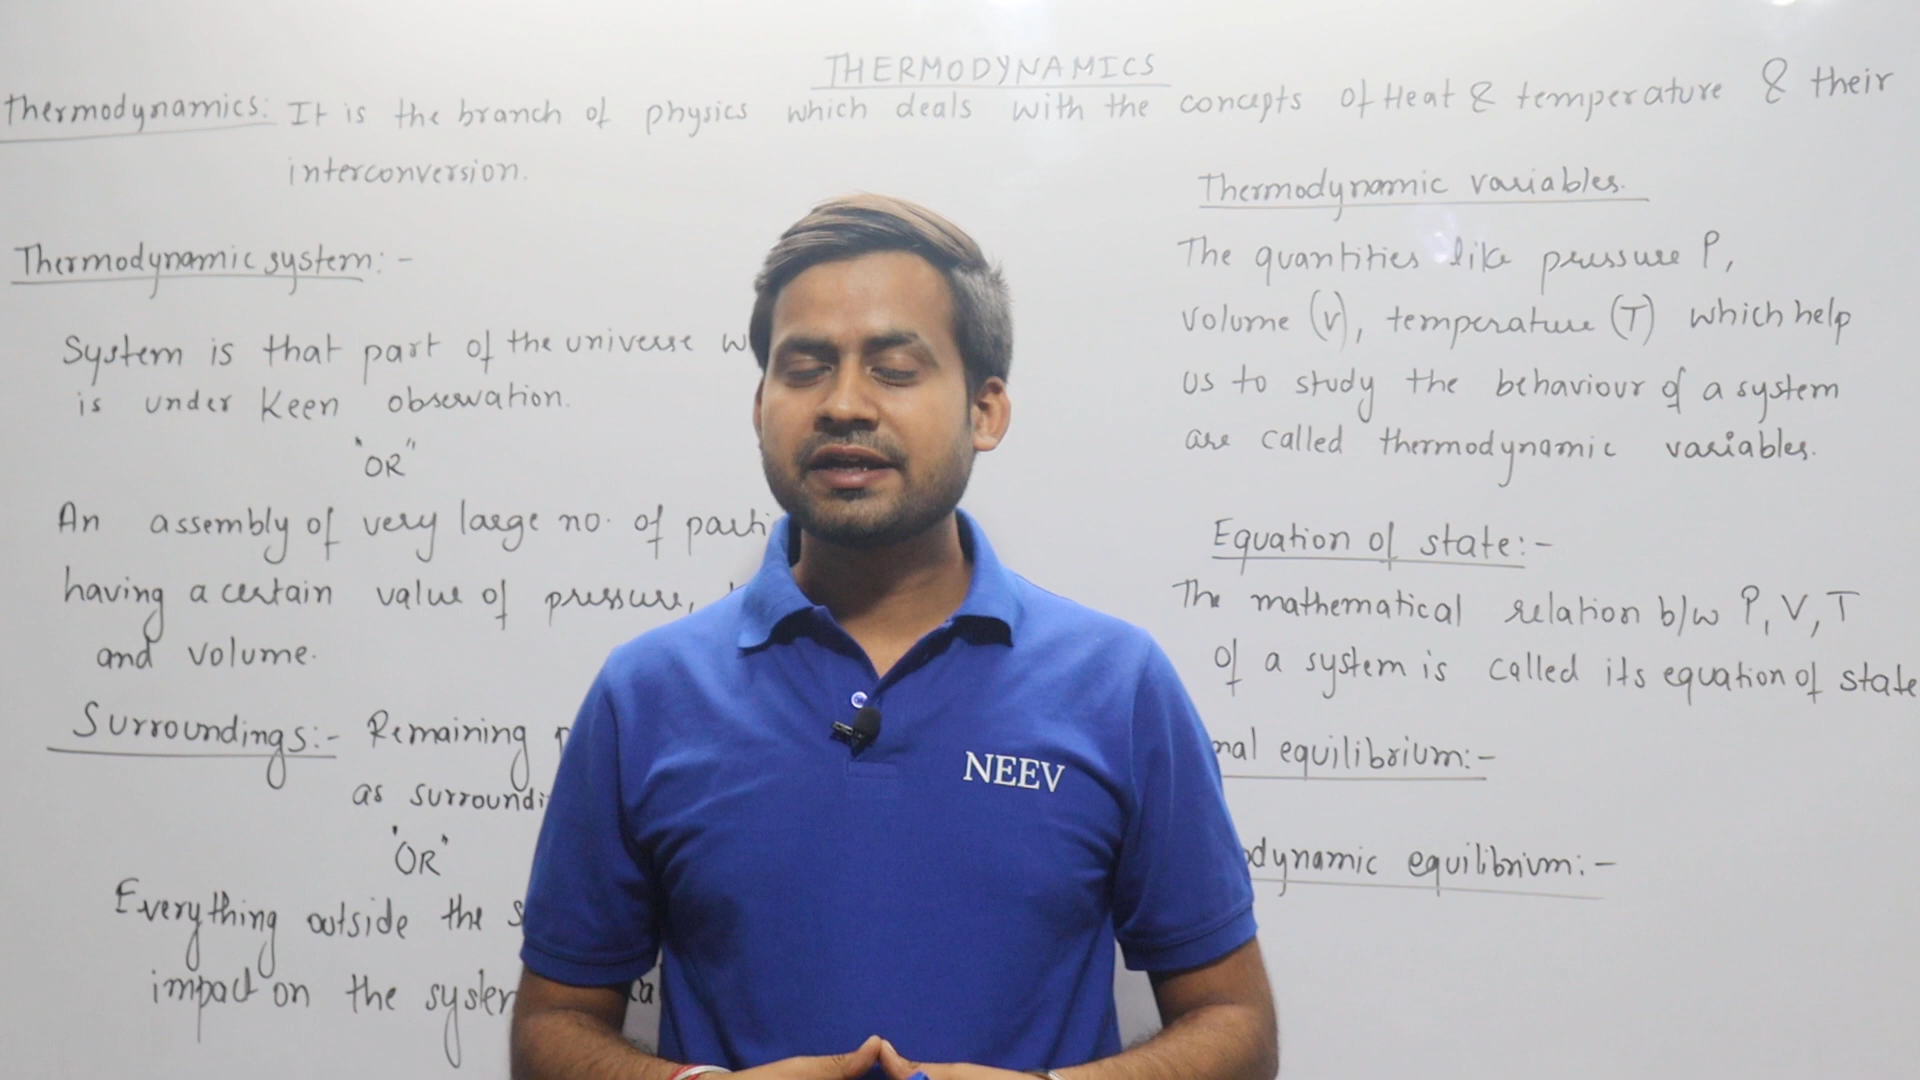 THERMODYNAMICS
Thermodynamics: It is the branch of physics which deals with the concepts of Heat & temperature & their
interconversion.
Thermodynamic system:-
System is that part of the universe
is under Keen observation.
"OR"
An assembly of very large no. of
having a certain value of pressure,
and volume.
Surroundings:- Remaining
as
"OR"
Everything outside the
impact on the
Thermodynamic variables.
The quantities like pressure P,
volume (V), temperature (T) which help
us to study the behaviour of a system
are called thermodynamic variables.
Equation of state:-
The mathematical relation b/w P, V, T
of a system is called its equation of state
equilibrium:-
equilibrium:-
NEEV